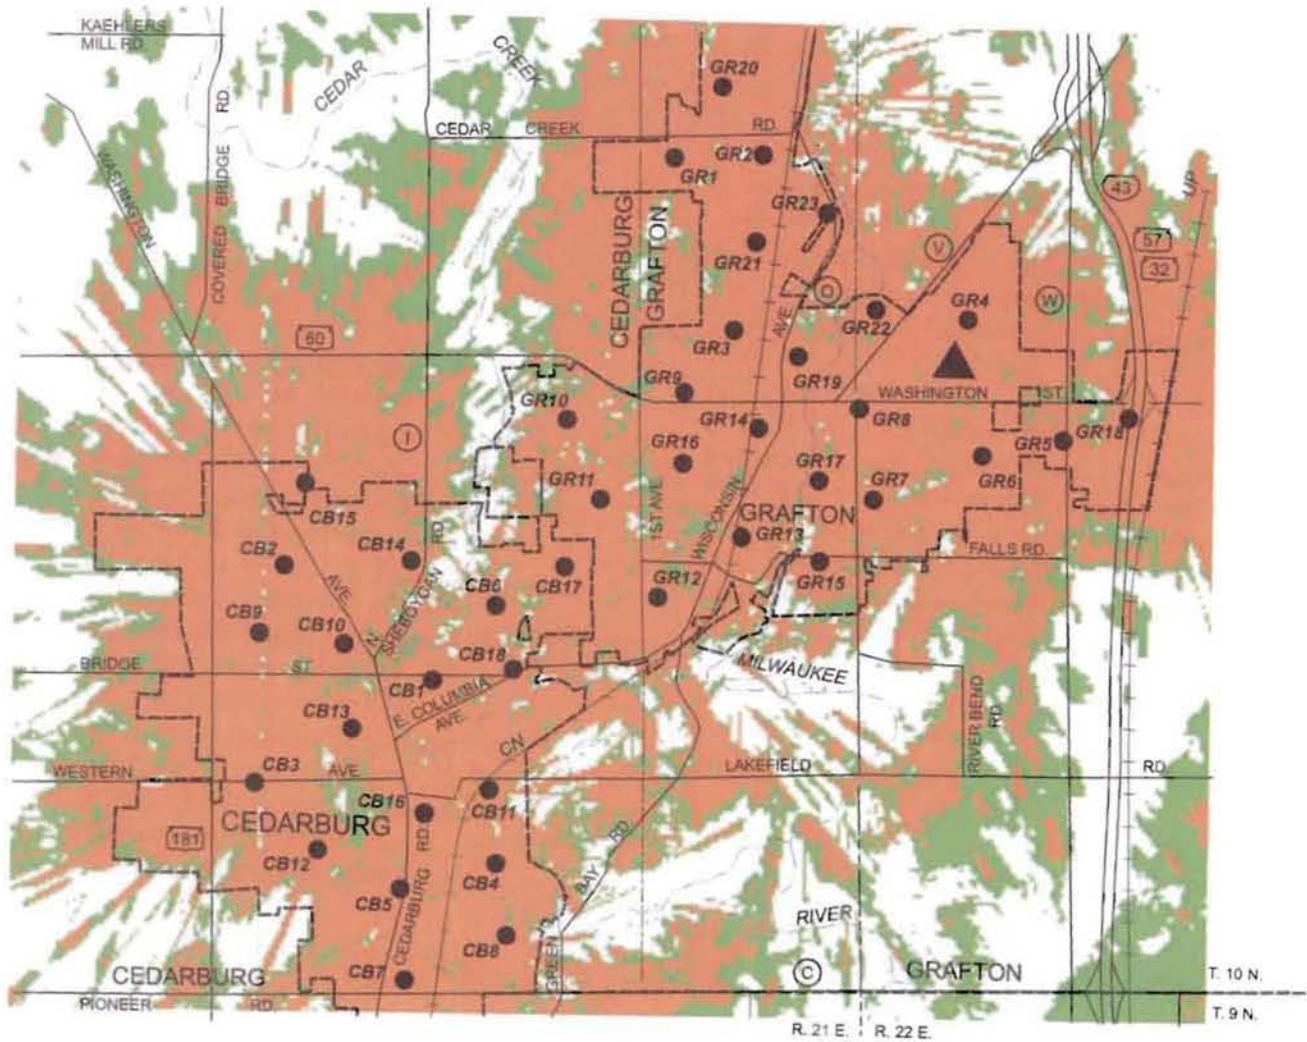 KAEHLERS
MILL RD.
CEDAR
CREEK
GR20
COVERED BRIDGE RD
CEDAR CREEK RD.
GR2
GR1
WASHINGTON
43
UP
CEDARBURG
GRAFTON
GR23
57
32
GR21
V
O
W
GR4
GR22
60
GR3
AVE.
GR19
GR9
WASHINGTON
ST.
GR10
GR14
GR8
GR18
I
GR16
GR5
GR11
GR17
GR6
GR7
CB15
1ST AVE
WISCONSIN
GRAFTON
GR13
CB2
CB14
RD
FALLS RD.
CB17
GR15
AVE
CB6
GR12
CB9
CB10
N.
SHEBOYGAN
BRIDGE ST
CB18
MILWAUKEE
CB1
E. COLUMBIA
AVE.
RIVER BEND
RD.
CB13
CN
CB3
WESTERN AVE
LAKEFIELD RD.
CB16
CB11
CEDARBURG
181
RD.
CB12
CB4
BAY RD
CB5
CEDARBURG
RIVER
CB8
GREEN
CB7
CEDARBURG
C
GRAFTON
T. 10 N.
PIONEER RD.
T. 9 N.
R. 21 E.
R. 22 E.